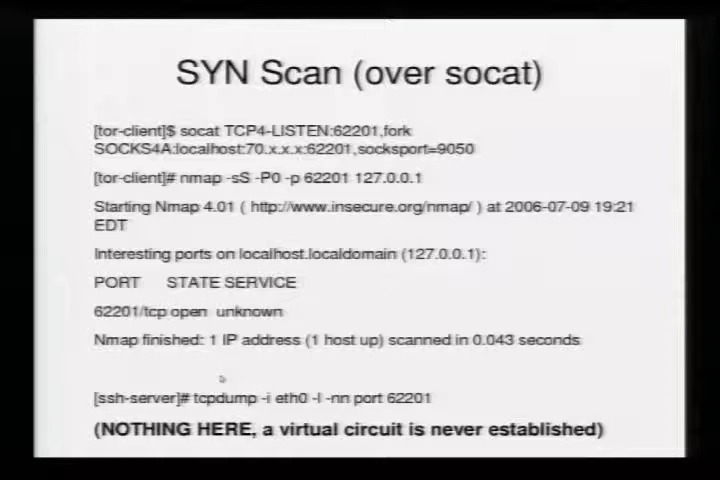 SYN Scan (over socat)
[tor-client]$ socat TCP4-LISTEN:62201,fork
SOCKS4A:localhost:70.x.x.x:62201,socksport=9050
[tor-client]# nmap -sS -P0 -p 62201 127.0.0.1
Starting Nmap 4.01 ( http://www.insecure.org/nmap/ ) at 2006-07-09 19:21
EDT
Interesting ports on localhost.localdomain (127.0.0.1):
PORT STATE SERVICE
62201/tcp open unknown
Nmap finished: 1 IP address (1 host up) scanned in 0.043 seconds
[ssh-server]# tcpdump -i eth0 -l -nn port 62201
(NOTHING HERE, a virtual circuit is never established)